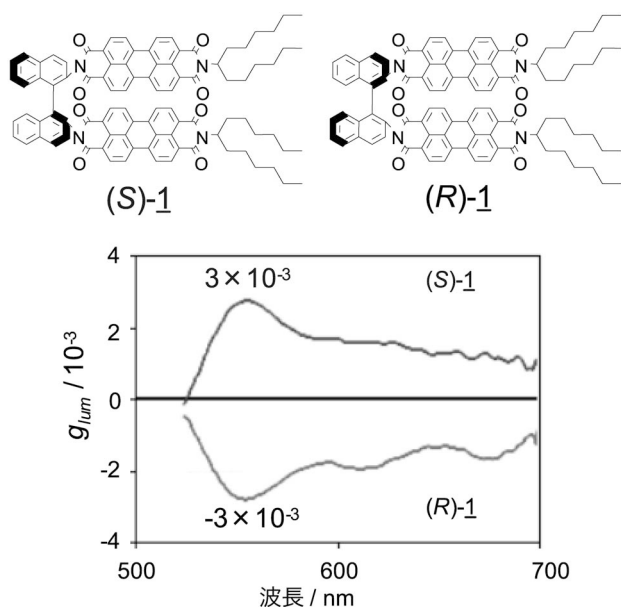 O O
N N
O O
O O
N N
O O
(S)-1
O O
N N
O O
O O
N N
O O
(R)-1
4
2
0
-2
-4
g_lum / 10^-3
3×10^-3
(S)-1
-3×10^-3
(R)-1
500 600 700
波長 / nm